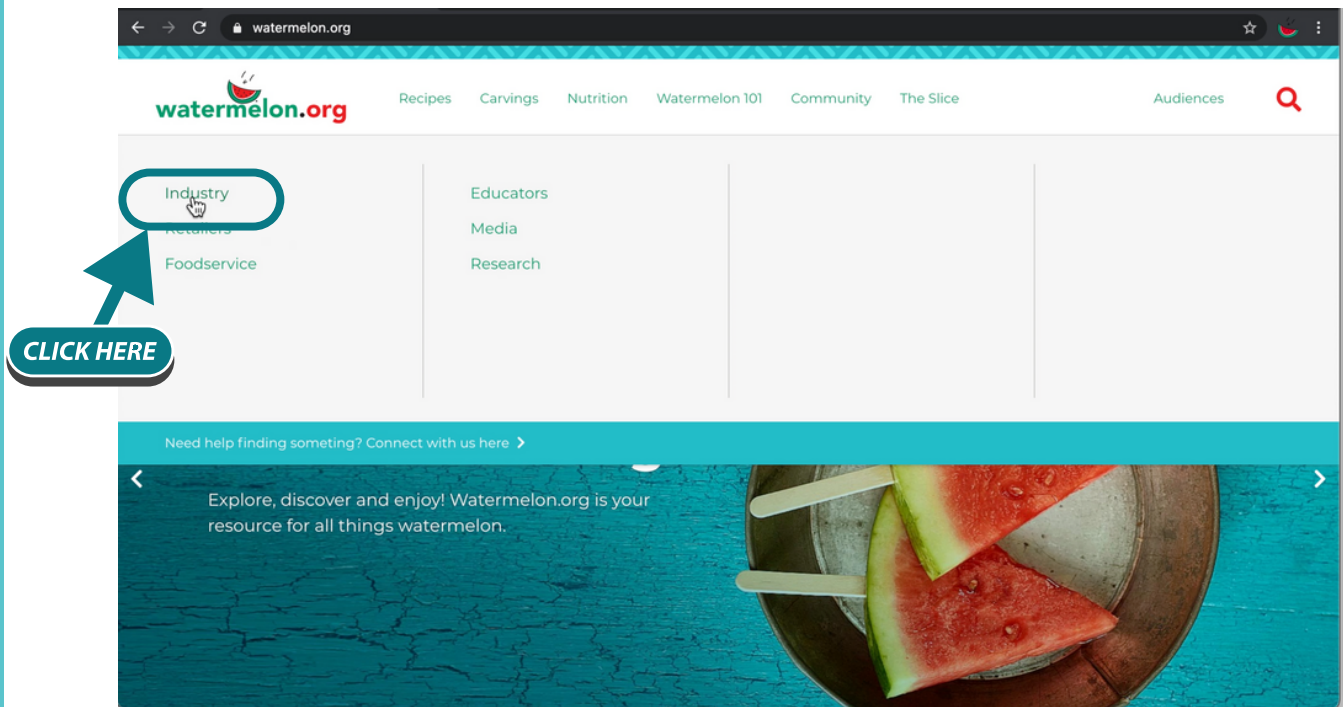 watermelon.org
watermelon.org
Recipes Carvings Nutrition Watermelon 101 Community The Slice Audiences
Industry
Retailers
Foodservice
Educators
Media
Research
CLICK HERE
Need help finding someting? Connect with us here
Explore, discover and enjoy! Watermelon.org is your
resource for all things watermelon.